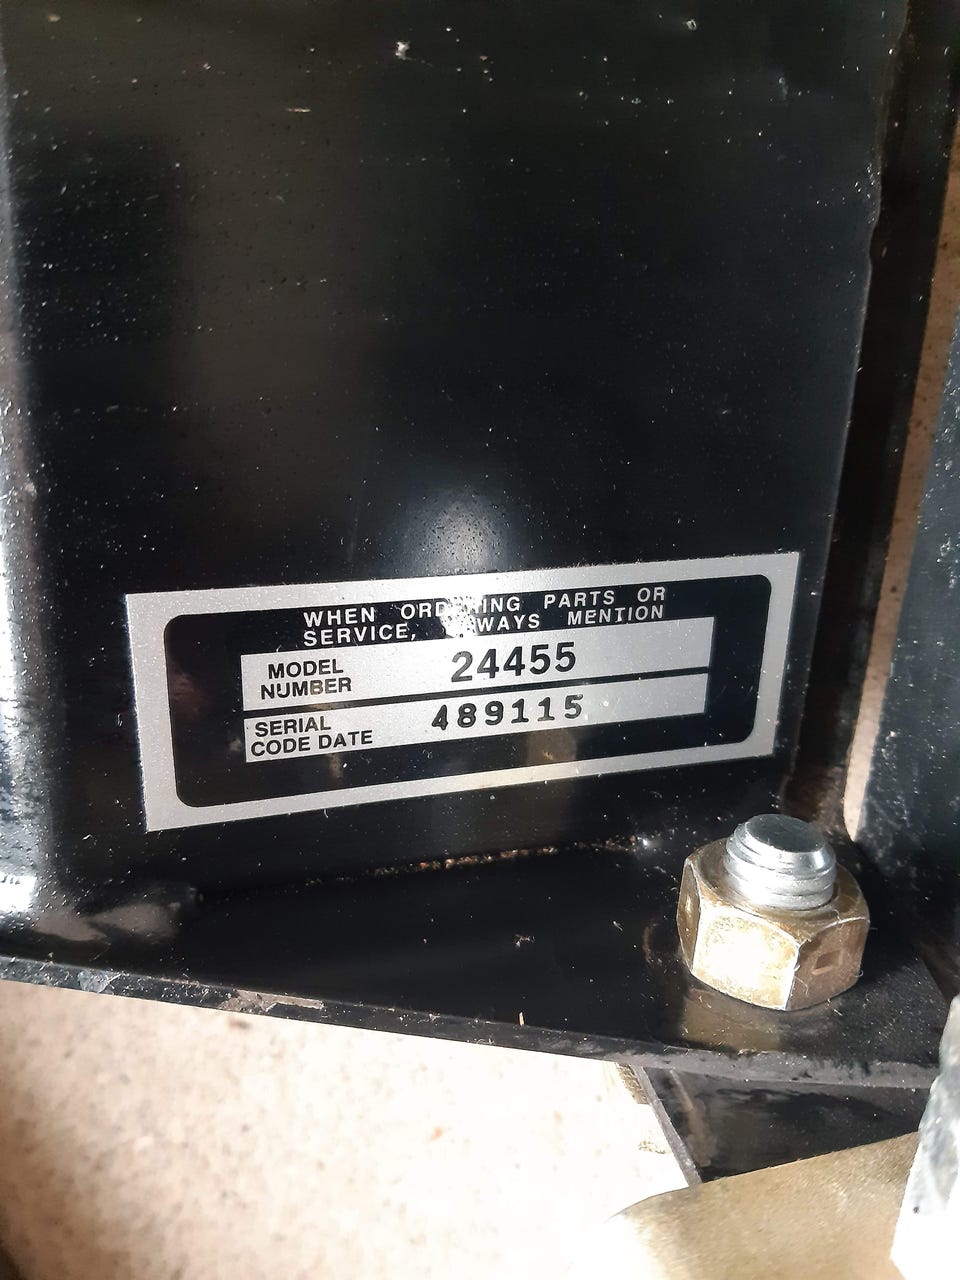 WHEN ORDERING PARTS OR
SERVICE, ALWAYS MENTION
MODEL
NUMBER
24455
SERIAL
CODE DATE
489115